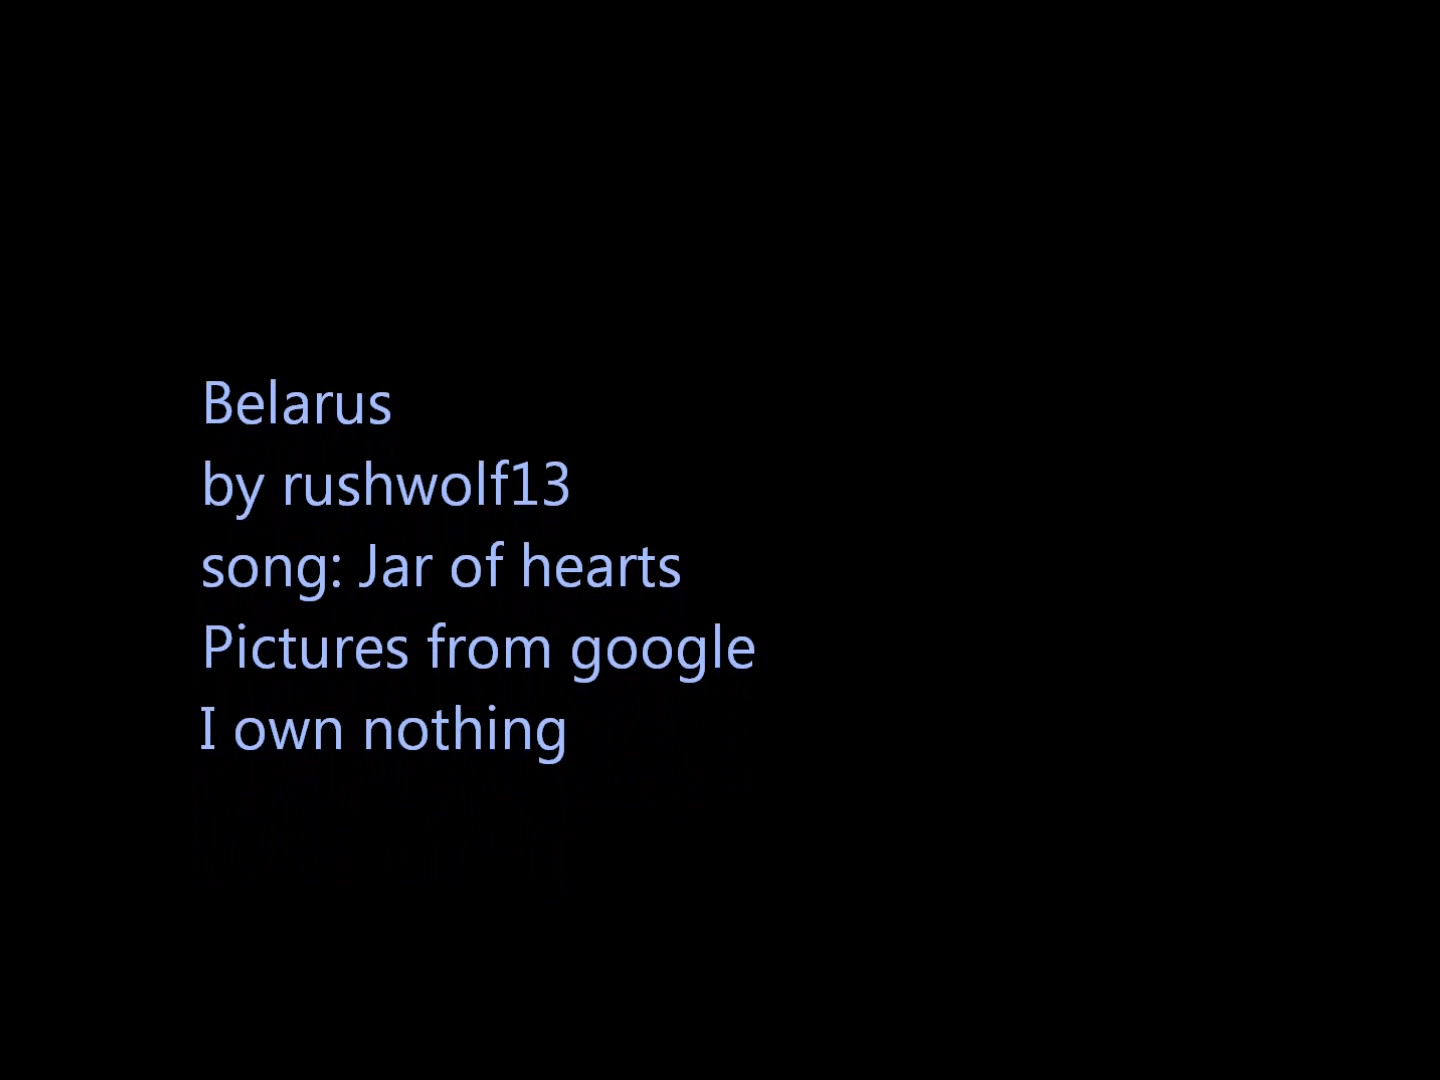 Belarus
by rushwolf13
song: Jar of hearts
Pictures from google
I own nothing